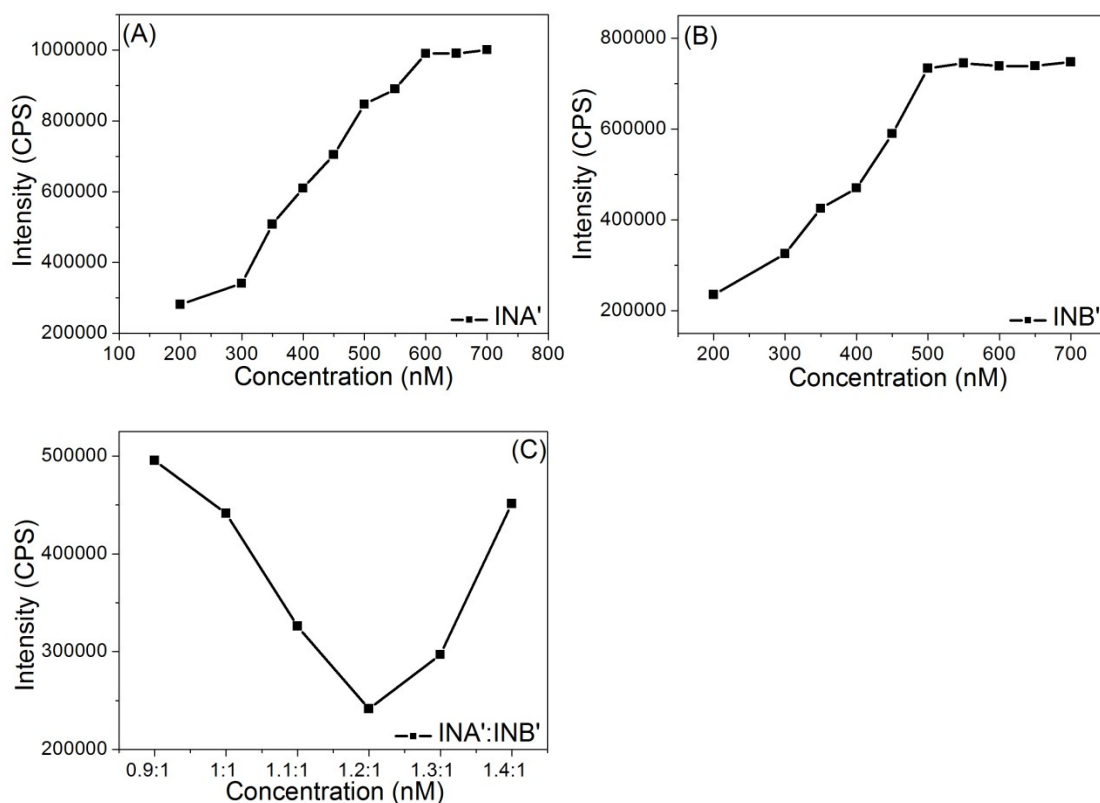 (A)
Intensity (CPS)
1000000
800000
600000
400000
200000
100 200 300 400 500 600 700 800
Concentration (nM)
INA'
(B)
Intensity (CPS)
800000
600000
400000
200000
200 300 400 500 600 700
Concentration (nM)
INB'
(C)
Intensity (CPS)
500000
400000
300000
200000
0.9:1 1:1 1.1:1 1.2:1 1.3:1 1.4:1
Concentration (nM)
INA':INB'